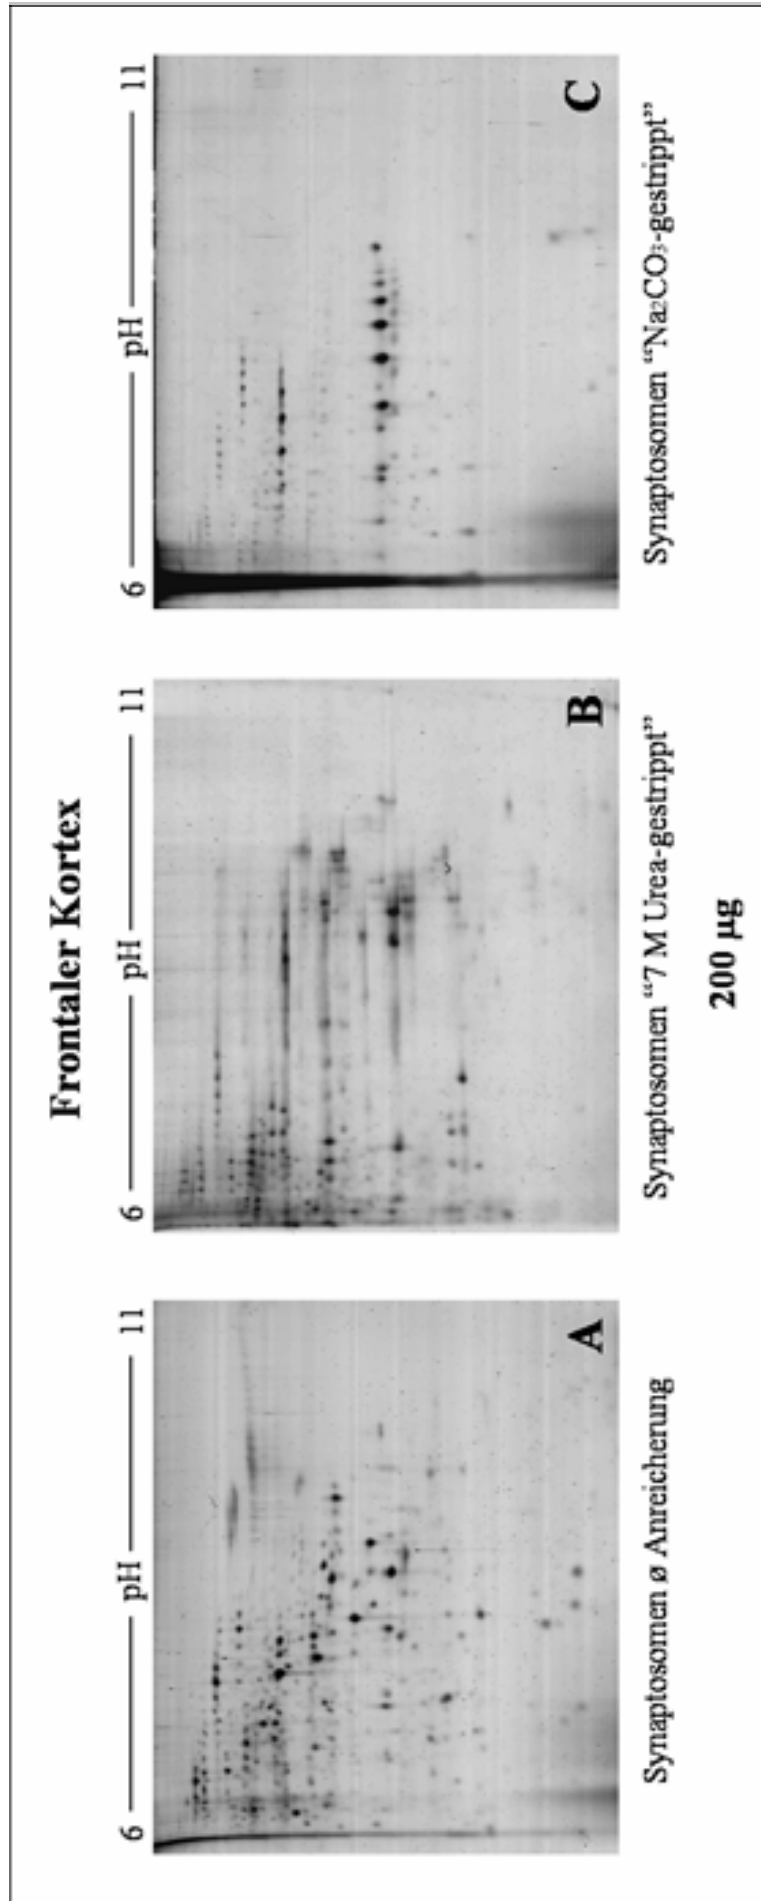 Frontaler Kortex
6 — pH — 11
6 — pH — 11
6 — pH — 11
A
B
C
Synaptosomen ø Anreicherung
Synaptosomen “7 M Urea-gestrippt”
Synaptosomen “Na₂CO₃-gestrippt”
200 µg